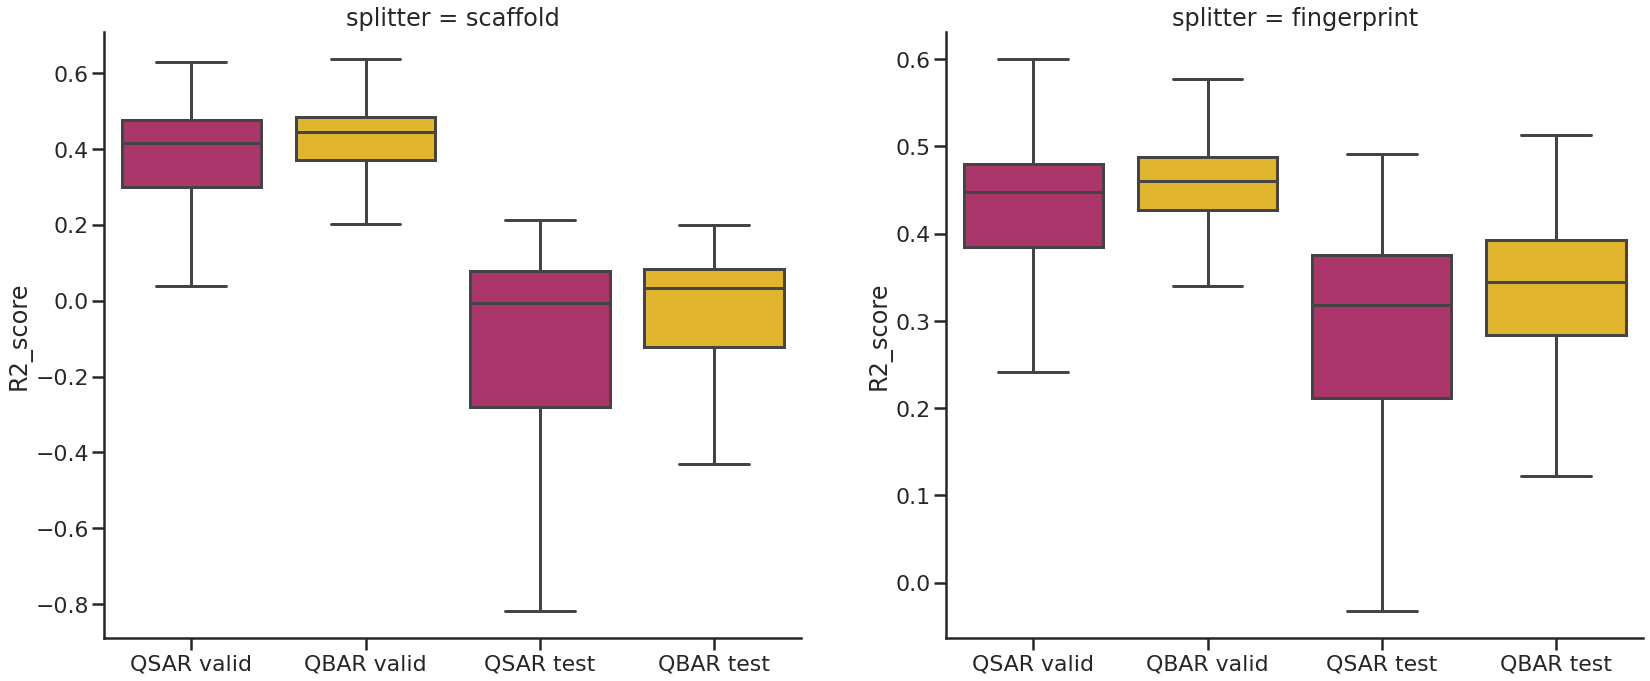 splitter = scaffold
R2_score
0.6
0.4
0.2
0.0
−0.2
−0.4
−0.6
−0.8
QSAR valid
QBAR valid
QSAR test
QBAR test
splitter = fingerprint
R2_score
0.6
0.5
0.4
0.3
0.2
0.1
0.0
QSAR valid
QBAR valid
QSAR test
QBAR test